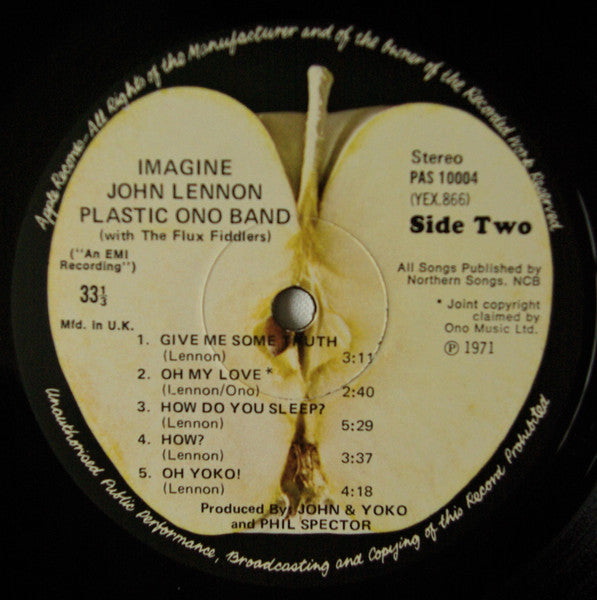 Apple Records-All Rights of the Manufacturer and of the Owner of the Recorded Work Reserved
IMAGINE
JOHN LENNON
PLASTIC ONO BAND
(with The Flux Fiddlers)
("An EMI
Recording")
33⅓
Mfd. in U.K.
Stereo
PAS 10004
(YEX.866)
Side Two
All Songs Published by
Northern Songs, NCB
* Joint copyright
claimed by
Ono Music Ltd.
℗ 1971
1. GIVE ME SOME TRUTH
(Lennon) 3:11
2. OH MY LOVE *
(Lennon/Ono) 2:40
3. HOW DO YOU SLEEP?
(Lennon) 5:29
4. HOW?
(Lennon) 3:37
5. OH YOKO!
(Lennon) 4:18
Produced By: JOHN & YOKO
and PHIL SPECTOR
Unauthorised Public Performance, Broadcasting and Copying of this Record Prohibited